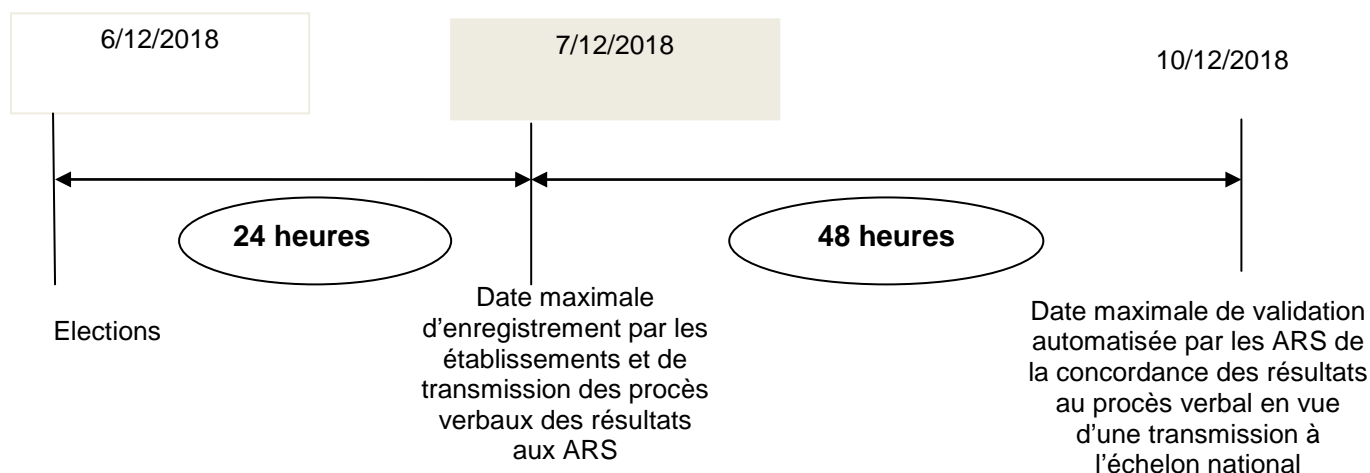 6/12/2018
7/12/2018
10/12/2018
24 heures
48 heures
Elections
Date maximale
d'enregistrement par les
établissements et de
transmission des procès
verbaux des résultats
aux ARS
Date maximale de validation
automatisée par les ARS de
la concordance des résultats
au procès verbal en vue
d'une transmission à
l'échelon national